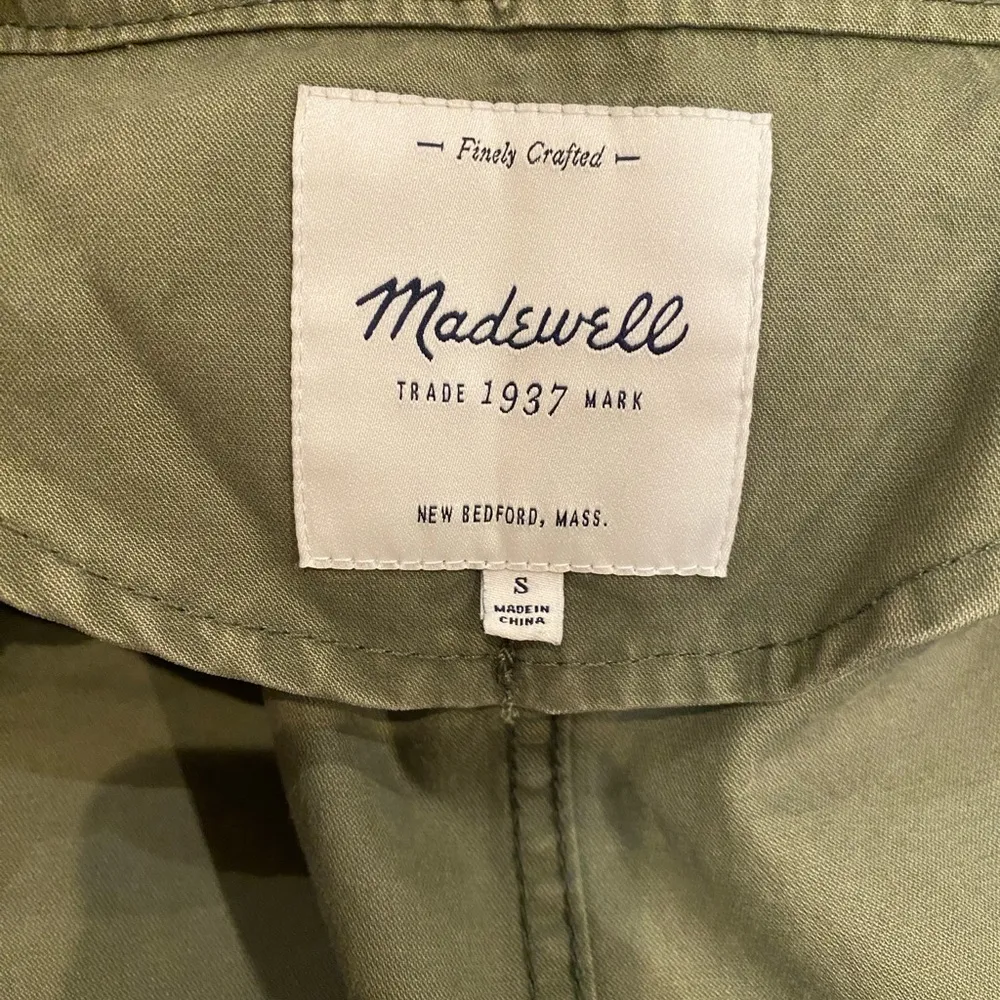 Finely Crafted
Madewell
TRADE 1937 MARK
NEW BEDFORD, MASS.
S
MADE IN
CHINA